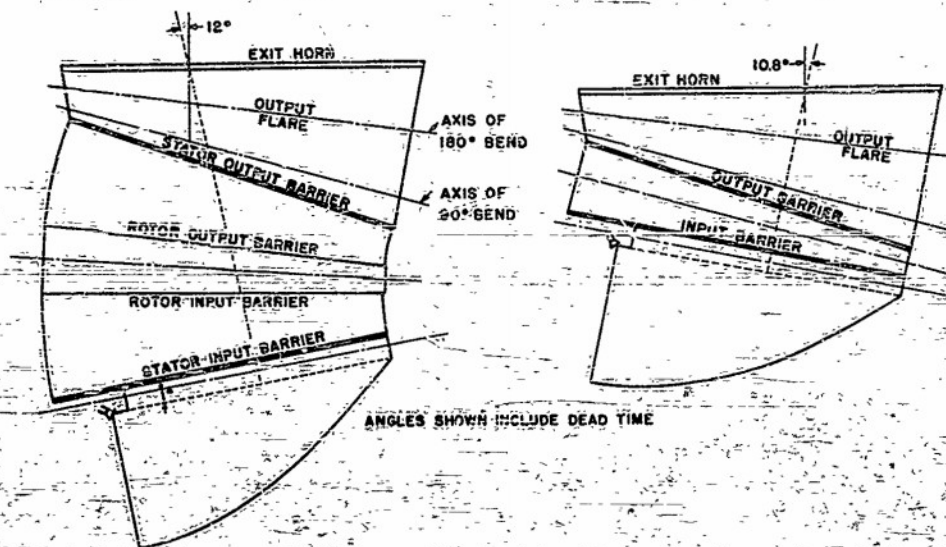 12°
EXIT HORN
OUTPUT
FLARE
AXIS OF
180° BEND
STATOR OUTPUT BARRIER
AXIS OF
90° BEND
ROTOR OUTPUT BARRIER
ROTOR INPUT BARRIER
STATOR INPUT BARRIER
10.8°
EXIT HORN
OUTPUT
FLARE
OUTPUT BARRIER
INPUT BARRIER
ANGLES SHOWN INCLUDE DEAD TIME